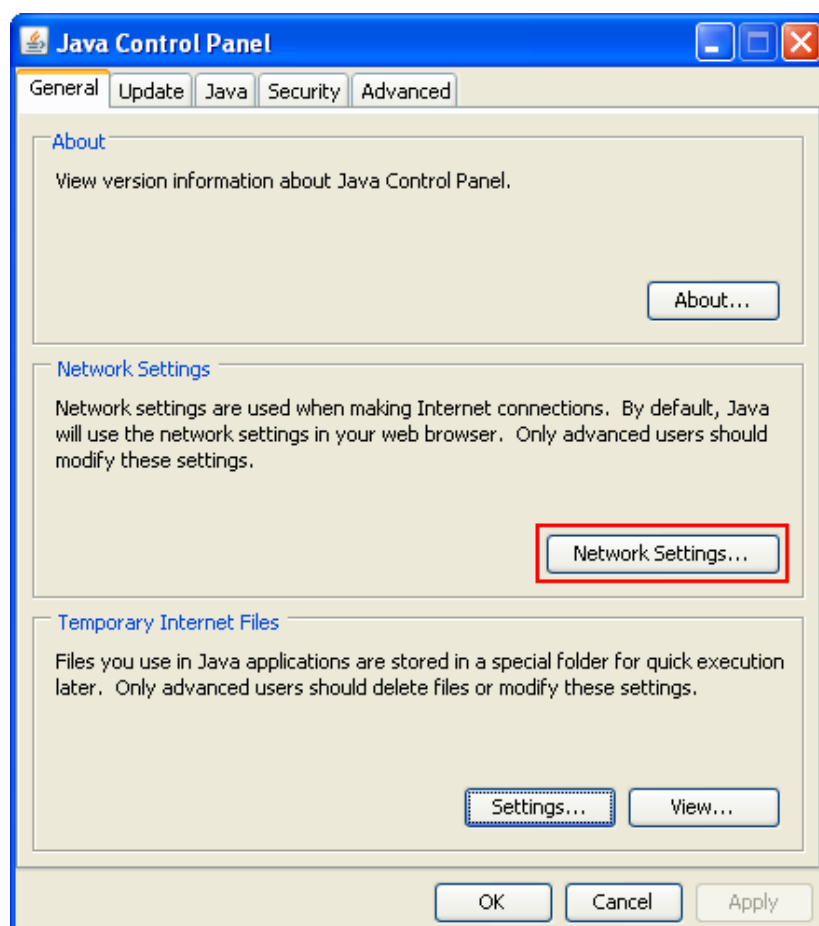 Java Control Panel
General Update Java Security Advanced
About
View version information about Java Control Panel.
About...
Network Settings
Network settings are used when making Internet connections.  By default, Java
will use the network settings in your web browser.  Only advanced users should
modify these settings.
Network Settings...
Temporary Internet Files
Files you use in Java applications are stored in a special folder for quick execution
later.  Only advanced users should delete files or modify these settings.
Settings... View...
OK Cancel Apply